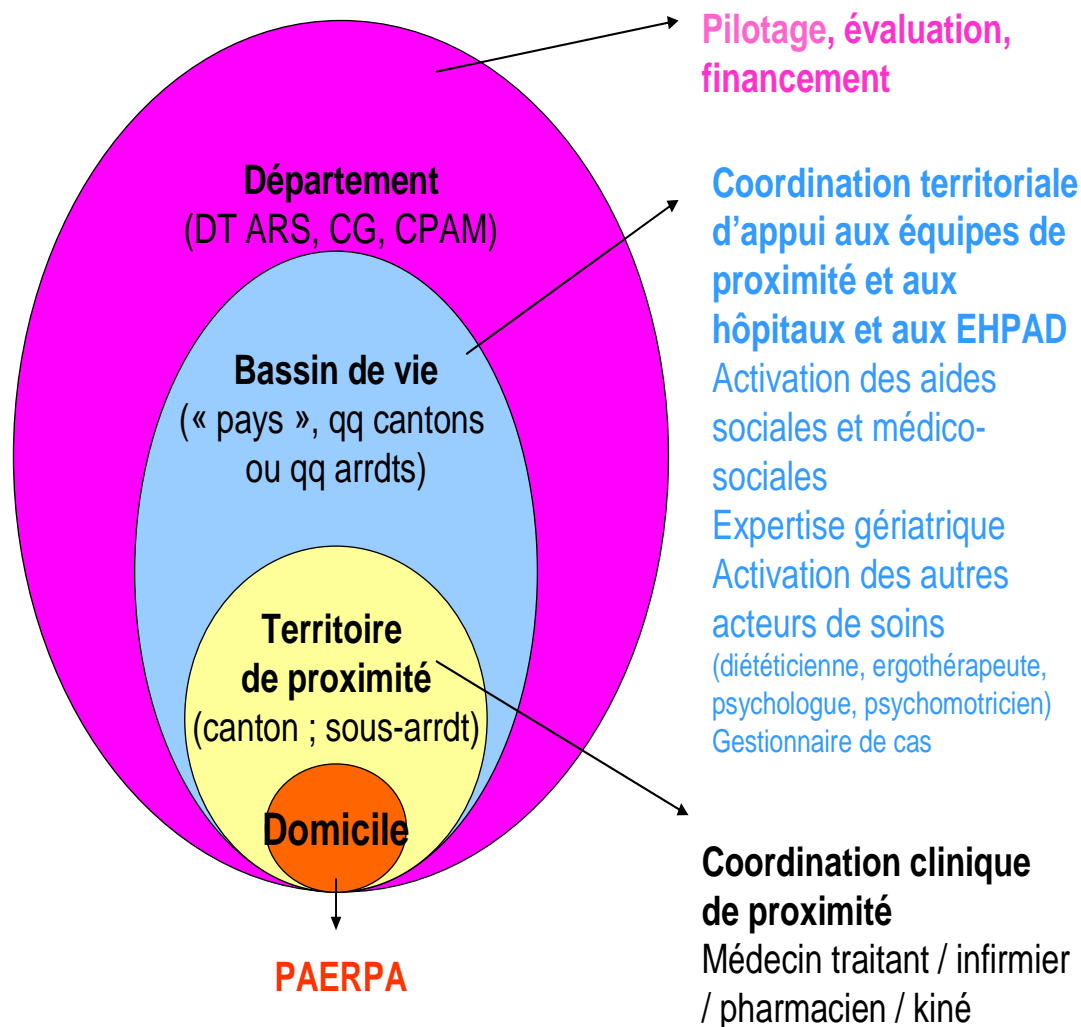 Pilotage, évaluation,
financement
Département
(DT ARS, CG, CPAM)
Coordination territoriale
d'appui aux équipes de
proximité et aux
hôpitaux et aux EHPAD
Activation des aides
sociales et médico-
sociales
Expertise gériatrique
Activation des autres
acteurs de soins
(diététicienne, ergothérapeute,
psychologue, psychomotricien)
Gestionnaire de cas
Bassin de vie
(« pays », qq cantons
ou qq arrdts)
Territoire
de proximité
(canton ; sous-arrdt)
Domicile
PAERPA
Coordination clinique
de proximité
Médecin traitant / infirmier
/ pharmacien / kiné